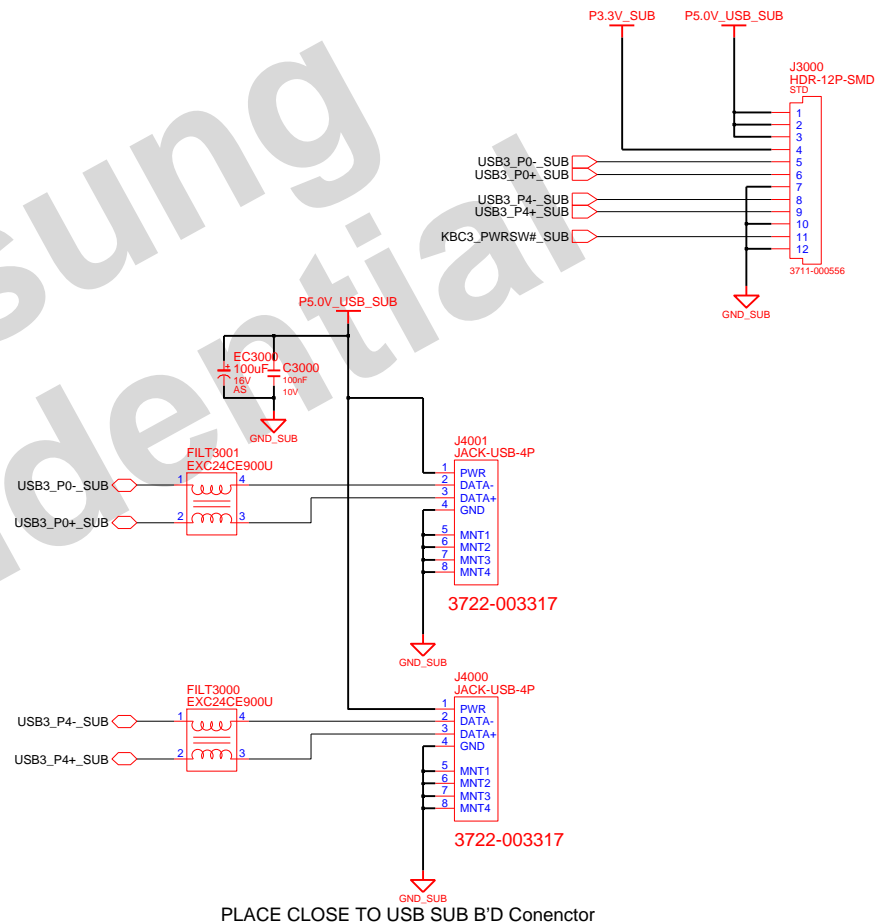 P3.3V_SUB P5.0V_USB_SUB
J3000
HDR-12P-SMD
STD
1
2
3
4
USB3_P0-_SUB 5
USB3_P0+_SUB 6
7
USB3_P4-_SUB 8
USB3_P4+_SUB 9
10
KBC3_PWRSW#_SUB 11
12
3711-000556
GND_SUB
P5.0V_USB_SUB
EC3000
100uF
16V
AS
C3000
100nF
10V
GND_SUB
FILT3001
EXC24CE900U
USB3_P0-_SUB 1 4
USB3_P0+_SUB 2 3
J4001
JACK-USB-4P
1 PWR
2 DATA-
3 DATA+
4 GND
5 MNT1
6 MNT2
7 MNT3
8 MNT4
3722-003317
GND_SUB
FILT3000
EXC24CE900U
USB3_P4-_SUB 1 4
USB3_P4+_SUB 2 3
J4000
JACK-USB-4P
1 PWR
2 DATA-
3 DATA+
4 GND
5 MNT1
6 MNT2
7 MNT3
8 MNT4
3722-003317
GND_SUB
PLACE CLOSE TO USB SUB B'D Conenctor
sung
dential